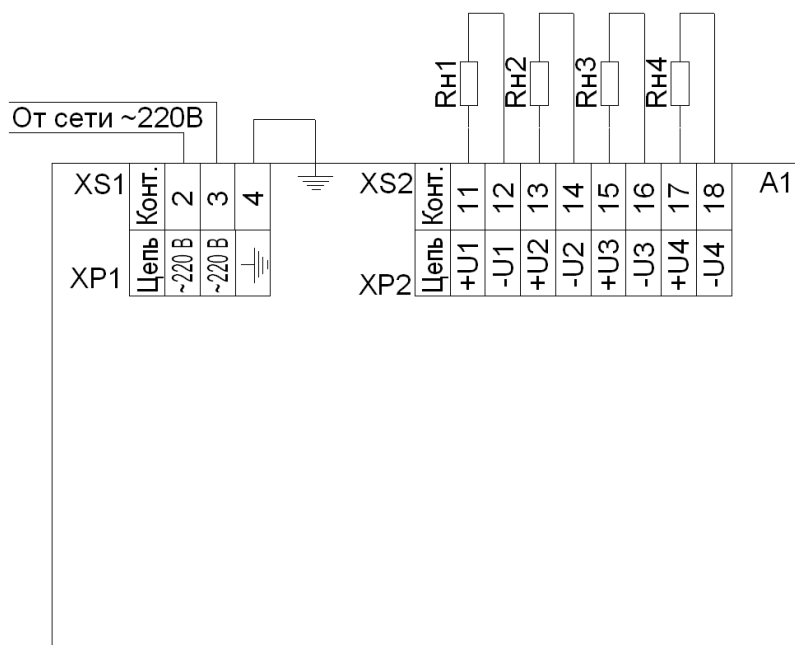 Rн1 Rн2 Rн3 Rн4
От сети ~220В
XS1 Конт. 2 3 4 XS2 Конт. 11 12 13 14 15 16 17 18 A1
XP1 Цепь ~220 В ~220 В XP2 Цепь +U1 -U1 +U2 -U2 +U3 -U3 +U4 -U4